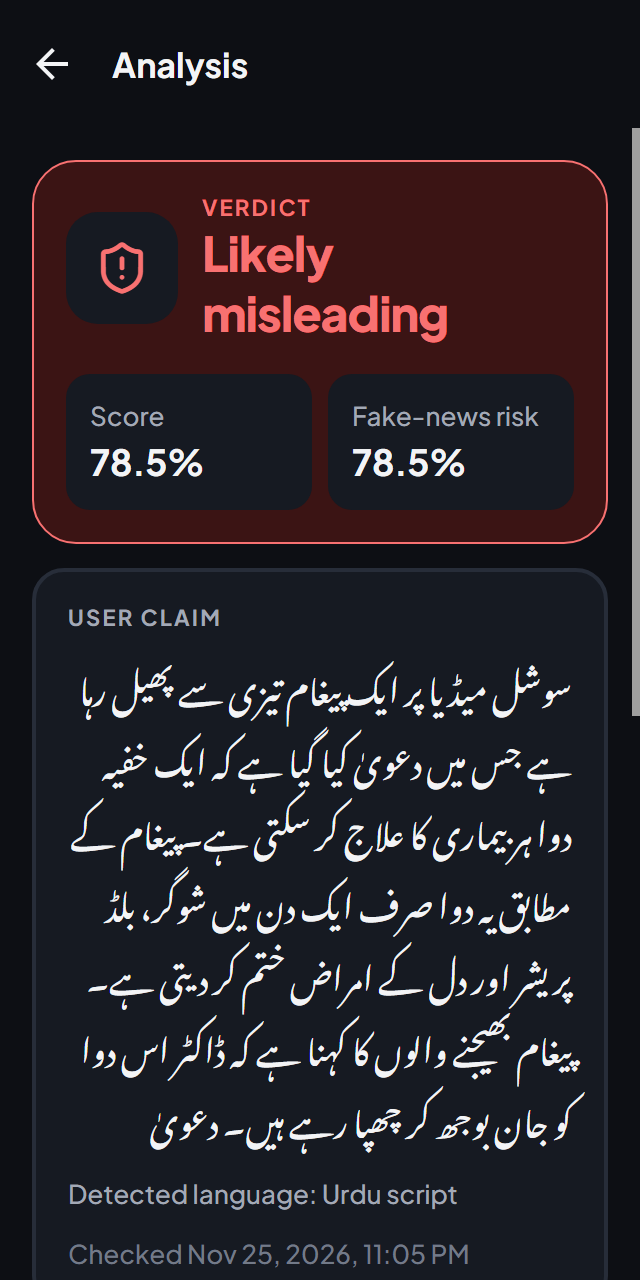 Analysis
VERDICT
Likely
misleading
Score
78.5%
Fake-news risk
78.5%
USER CLAIM
سوشل میڈیا پر ایک پیغام تیزی سے پھیل رہا
ہے جس میں دعویٰ کیا گیا ہے کہ ایک خفیہ
دوا ہر بیماری کا علاج کر سکتی ہے۔ پیغام کے
مطابق یہ دوا صرف ایک دن میں شوگر، بلڈ
پریشر اور دل کے امراض ختم کر دیتی ہے۔
پیغام بھیجنے والوں کا کہنا ہے کہ ڈاکٹر اس دوا
کو جان بوجھ کر چھپا رہے ہیں۔ دعویٰ
Detected language: Urdu script
Checked Nov 25, 2026, 11:05 PM